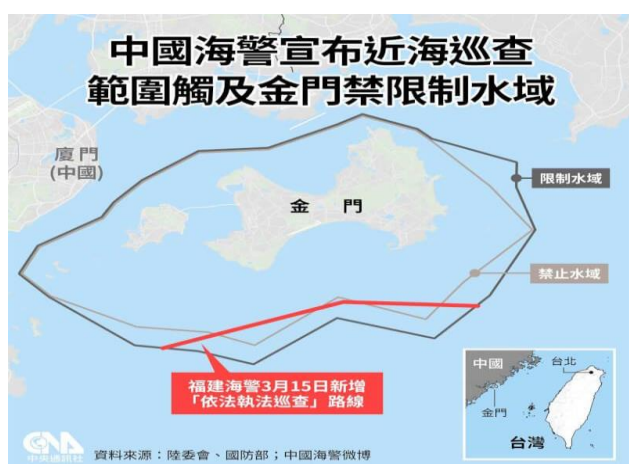 中國海警宣布近海巡查
範圍觸及金門禁限制水域
廈門
(中國)
限制水域
金 門
禁止水域
福建海警3月15日新增
「依法執法巡查」路線
中國
台北
金門
台灣
CNA
中央通訊社
資料來源：陸委會、國防部；中國海警微博